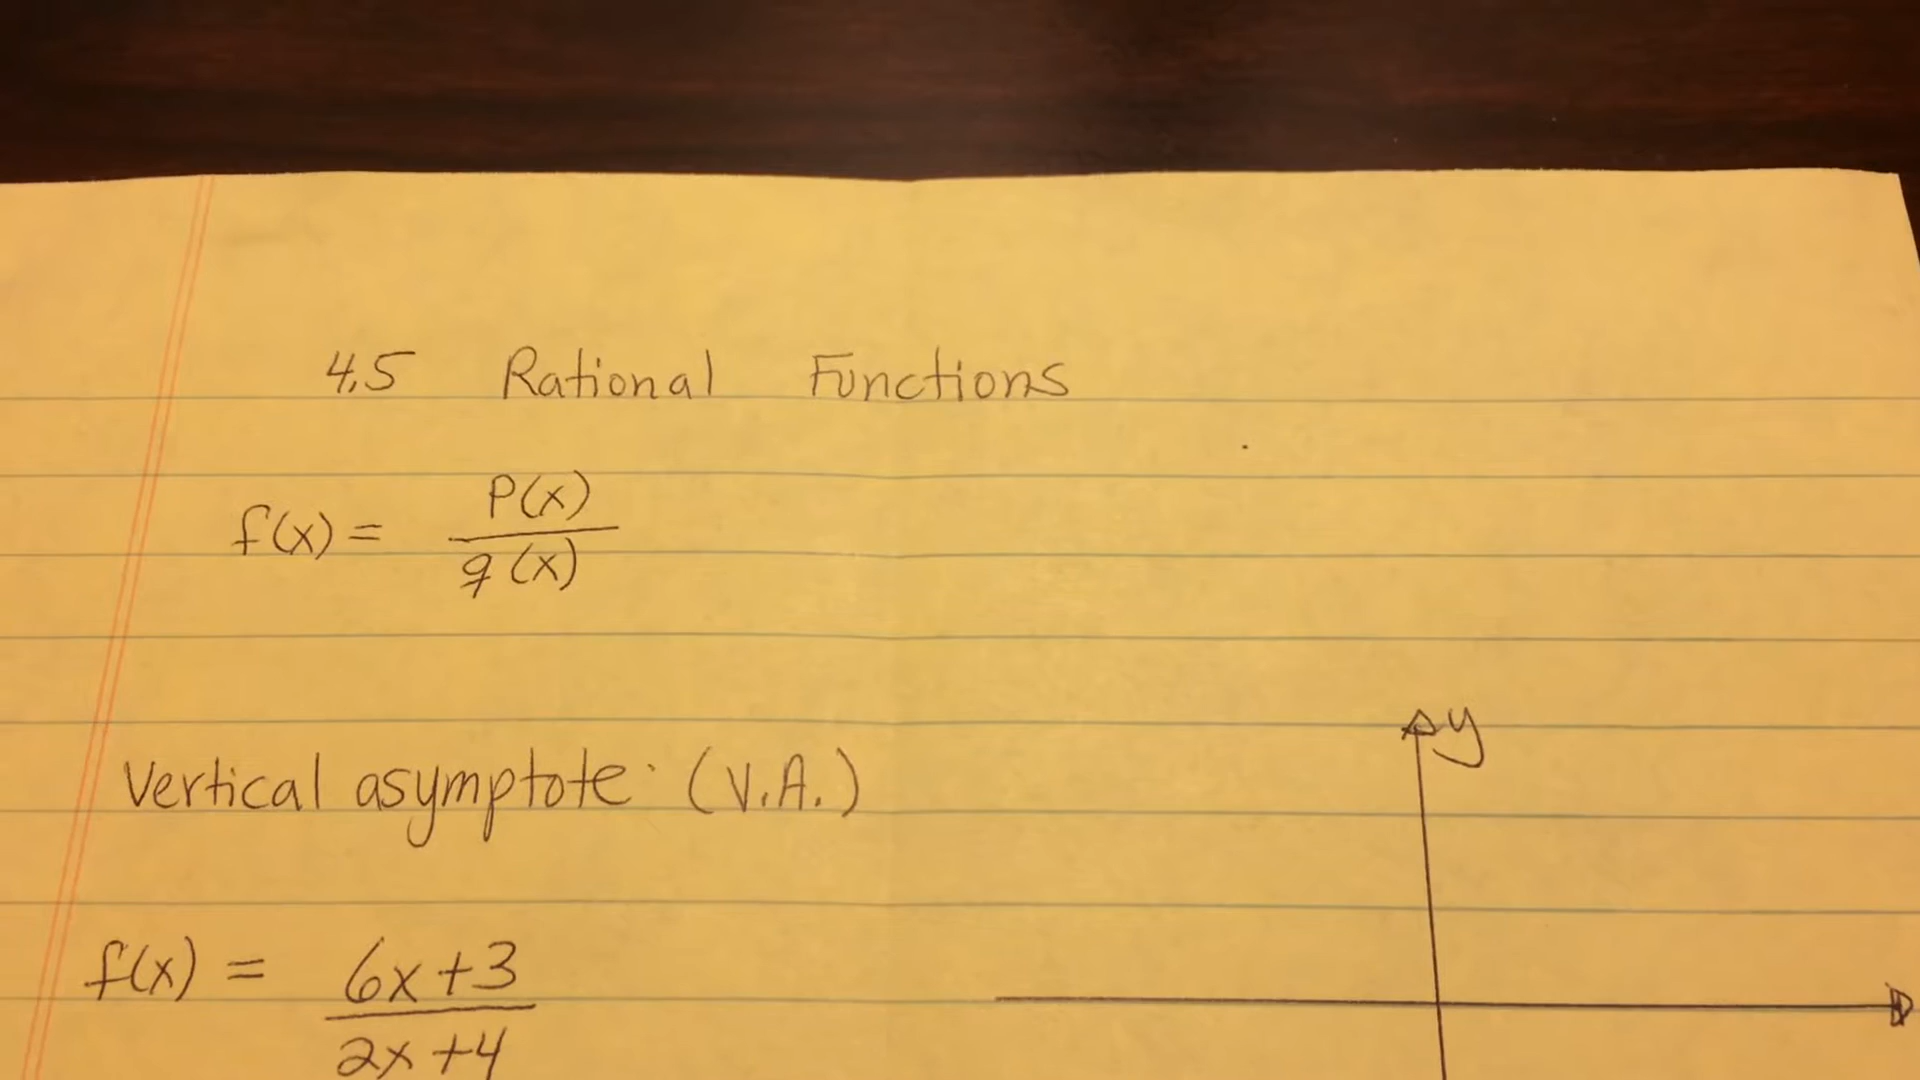 4.5 Rational Functions
f(x) = P(x)
q(x)
Vertical asymptote: (V.A.)
y
f(x) = 6x+3
2x+4